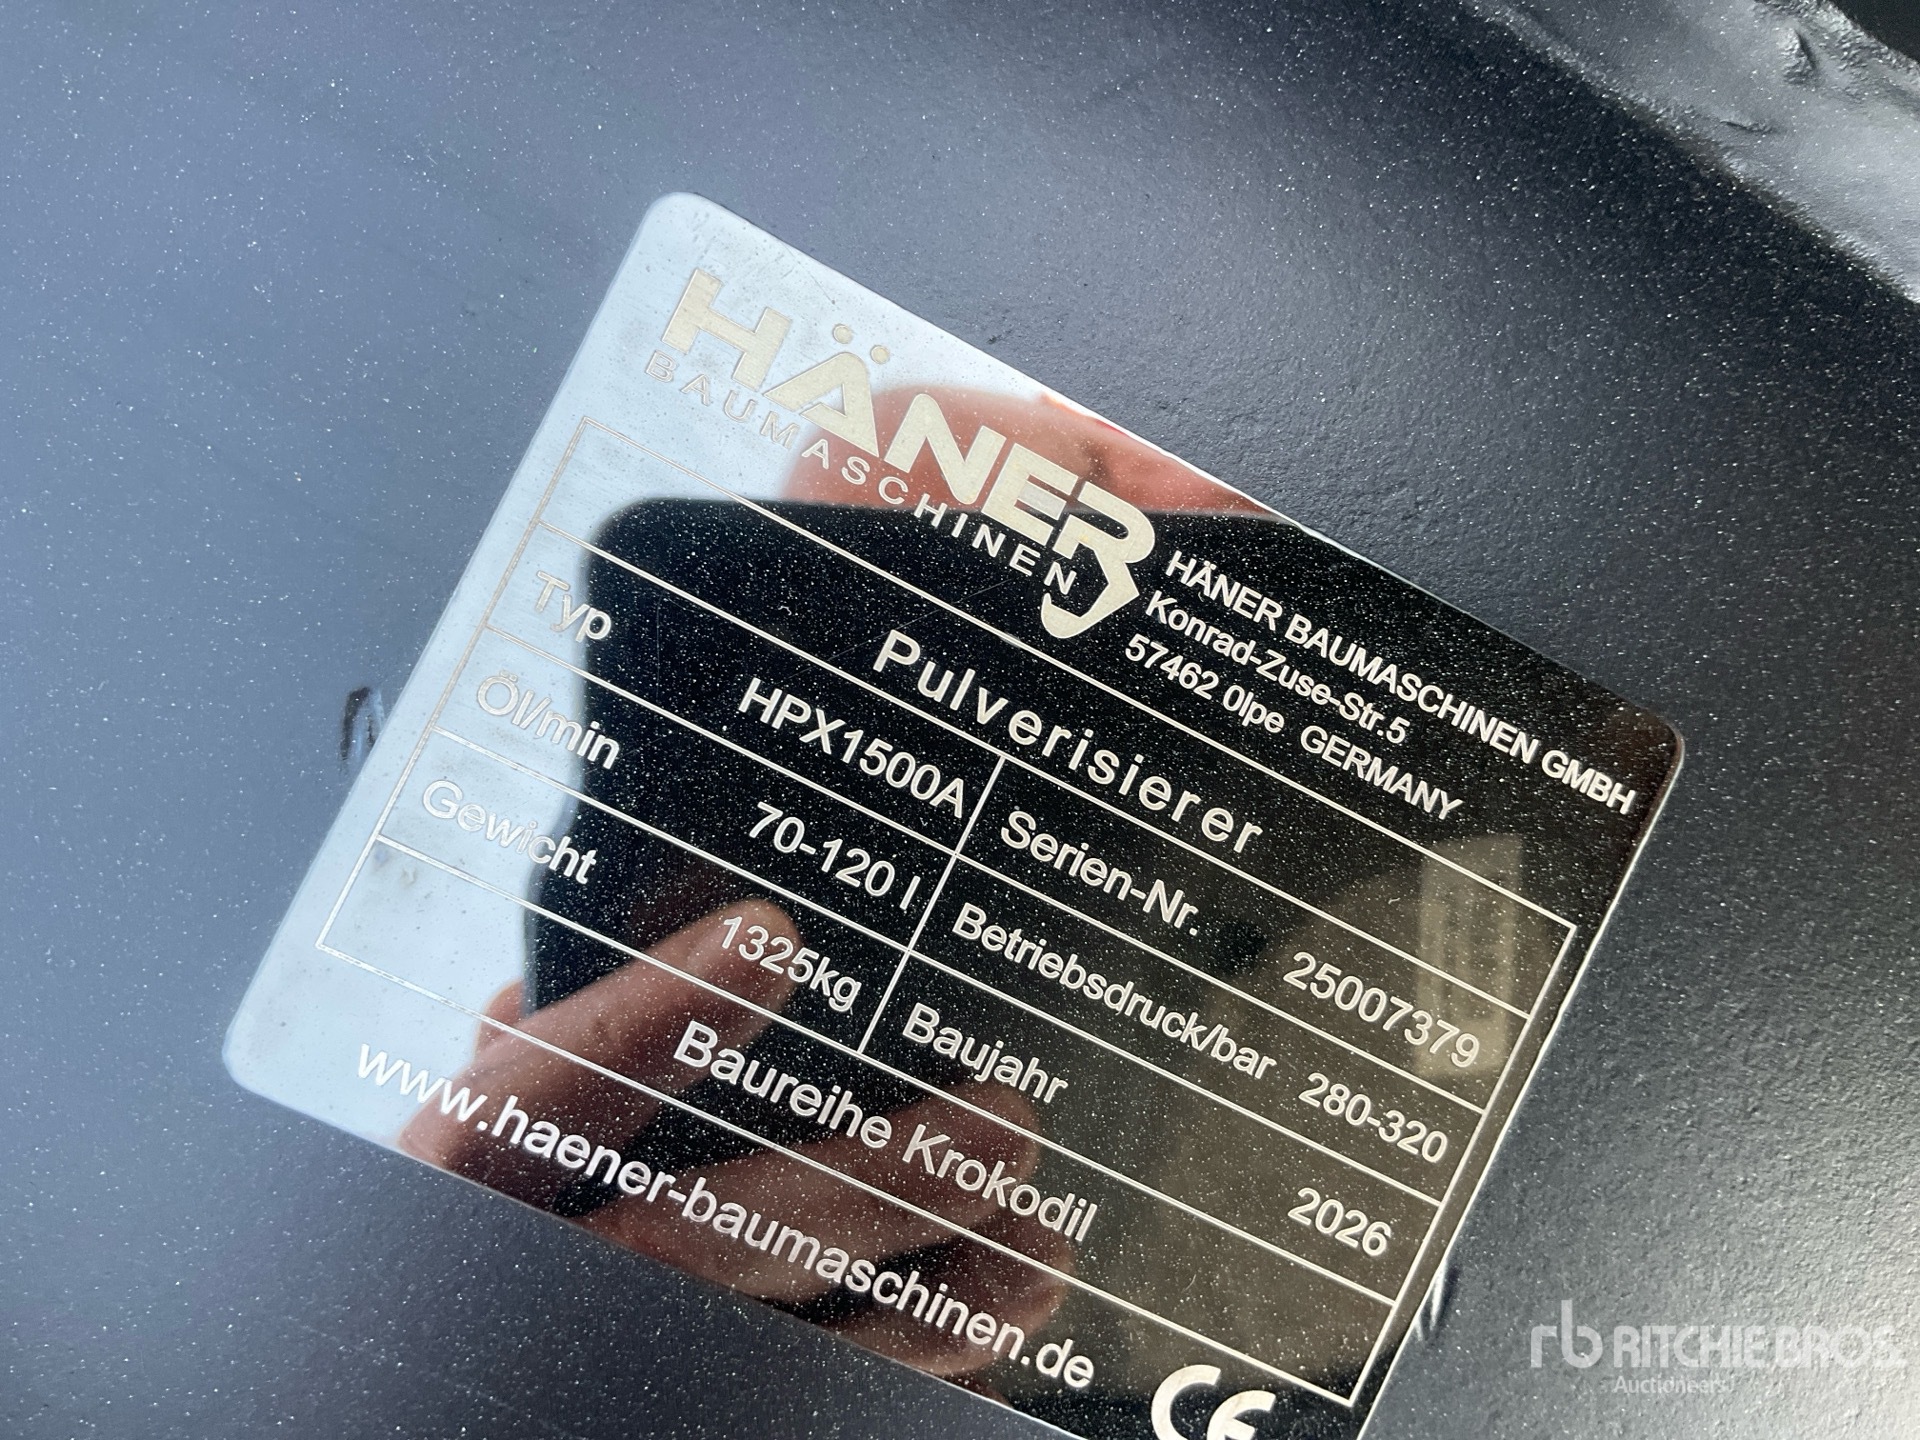 HÄNER
BAUMASCHINEN
HÄNER BAUMASCHINEN GMBH
Konrad-Zuse-Str.5
57462 0lpe GERMANY
Pulverisierer
Typ HPX1500A Serien-Nr. 25007379
Öl/min 70-120 l Betriebsdruck/bar 280-320
Gewicht 1325kg Baujahr 2026
Baureihe Krokodil
www.haener-baumaschinen.de CE
rb RITCHIE BROS.
Auctioneers